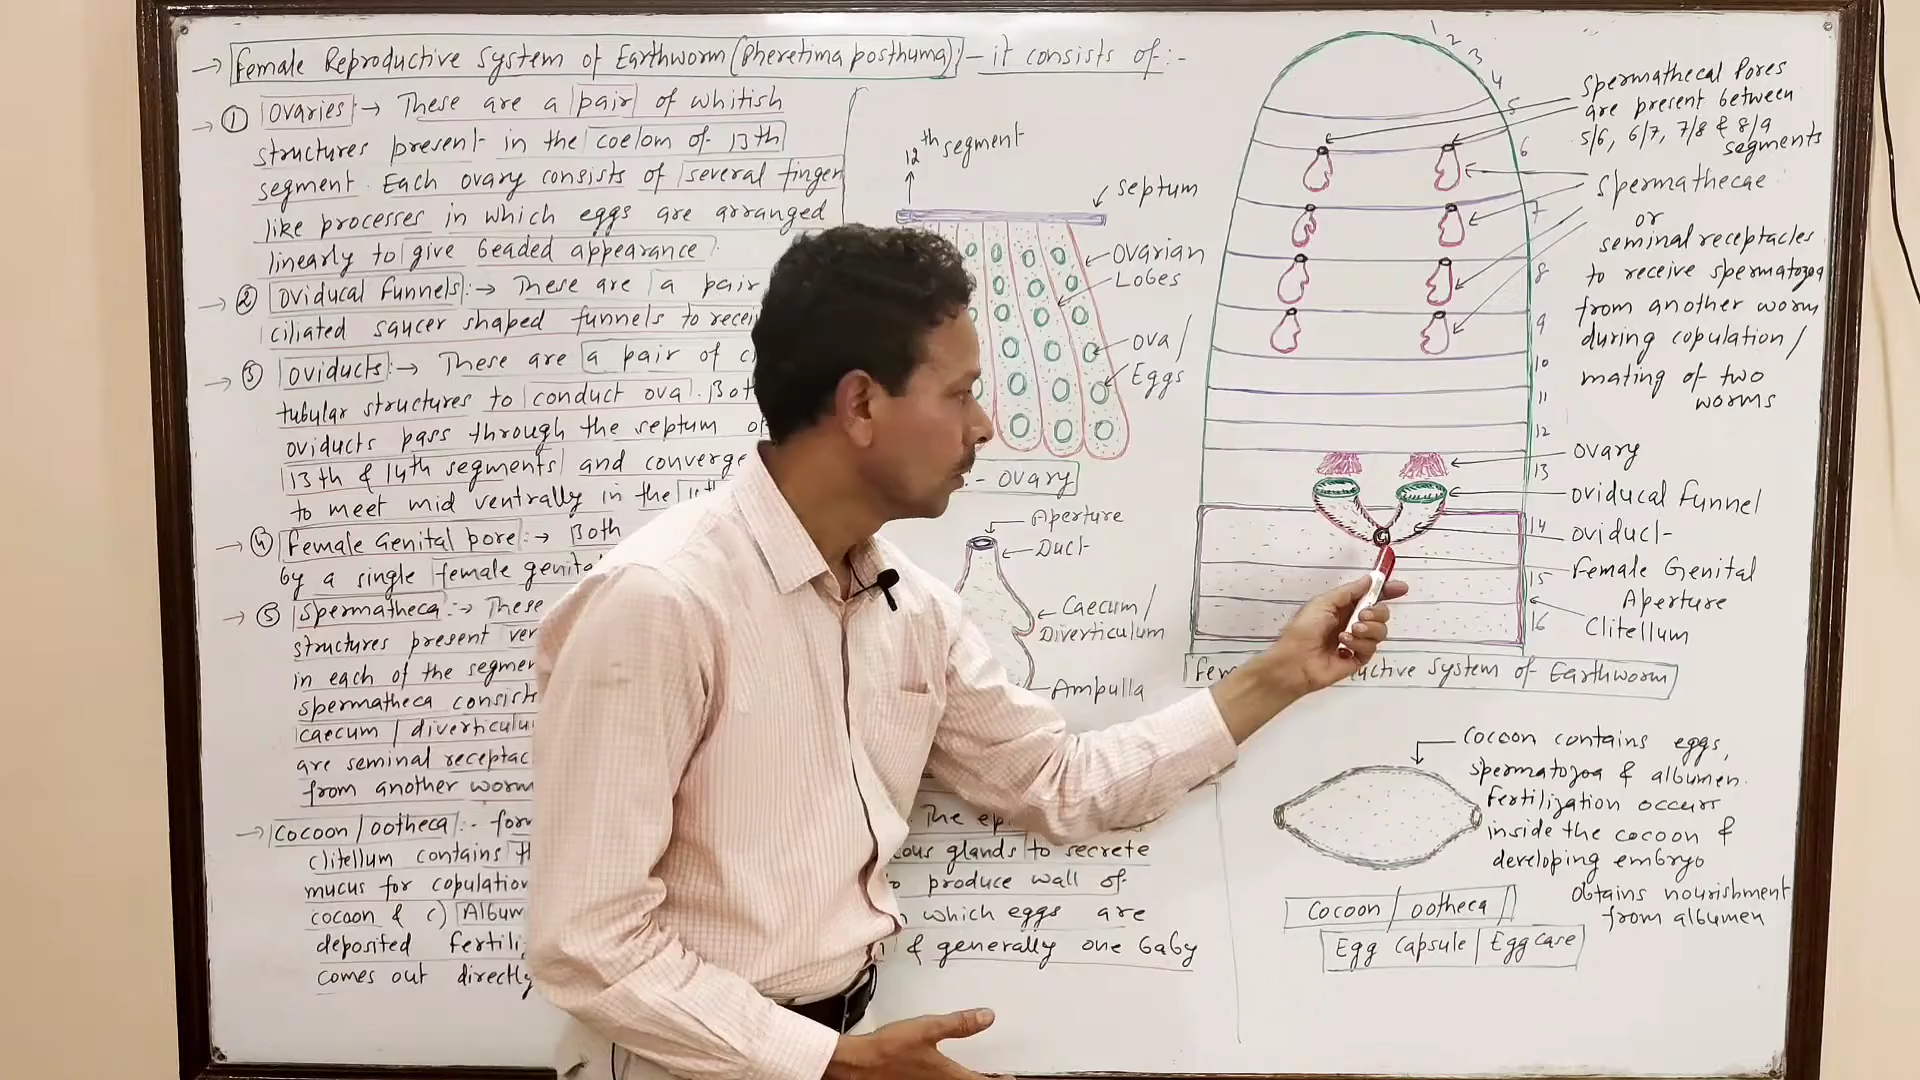 → Female Reproductive System of Earthworm (Pheretima posthuma):- it consists of:-
→ ① Ovaries:→ These are a pair of whitish
structures present in the coelom of 13th
segment. Each ovary consists of several finger
like processes in which eggs are arranged
linearly to give beaded appearance.
→ ② Oviducal funnels:→ These are a pair
ciliated saucer shaped funnels to recei
→ ③ Oviducts:→ These are a pair of
tubular structures to conduct ova. Bot
oviducts pass through the septum of
13th & 14th segments and converge
to meet mid ventrally in the
→ ④ Female Genital pore:→ Both
by a single female genita
→ ⑤ Spermatheca:→ These
structures present ver
in each of the segmen
spermatheca consists
caecum / diverticulu
are seminal receptac
from another worm
→ Cocoon / ootheca:- for
clitellum contains
mucus for copulation
cocoon & c) Album
deposited fertili
comes out directly
The ep
ous glands to secrete
produce wall of
which eggs are
& generally one baby
12th segment
Septum
Ovarian
Lobes
ova /
Eggs
:- ovary
Aperture
Duct
Caecum /
Diverticulum
Ampulla
1
2
3
4
5
6
7
8
9
10
11
12
13
14
15
16
Spermathecal Pores
are present between
5/6, 6/7, 7/8 & 8/9
segments
Spermathecae
or
seminal receptacles
to receive spermatozoa
from another worm
during copulation /
mating of two
worms
ovary
oviducal Funnel
oviduct
Female Genital
Aperture
Clitellum
Fem uctive System of Earthworm
Cocoon contains eggs,
spermatozoa & albumen.
Fertilization occurs
inside the cocoon &
developing embryo
obtains nourishment
from albumen
Cocoon / ootheca /
Egg capsule / Egg case